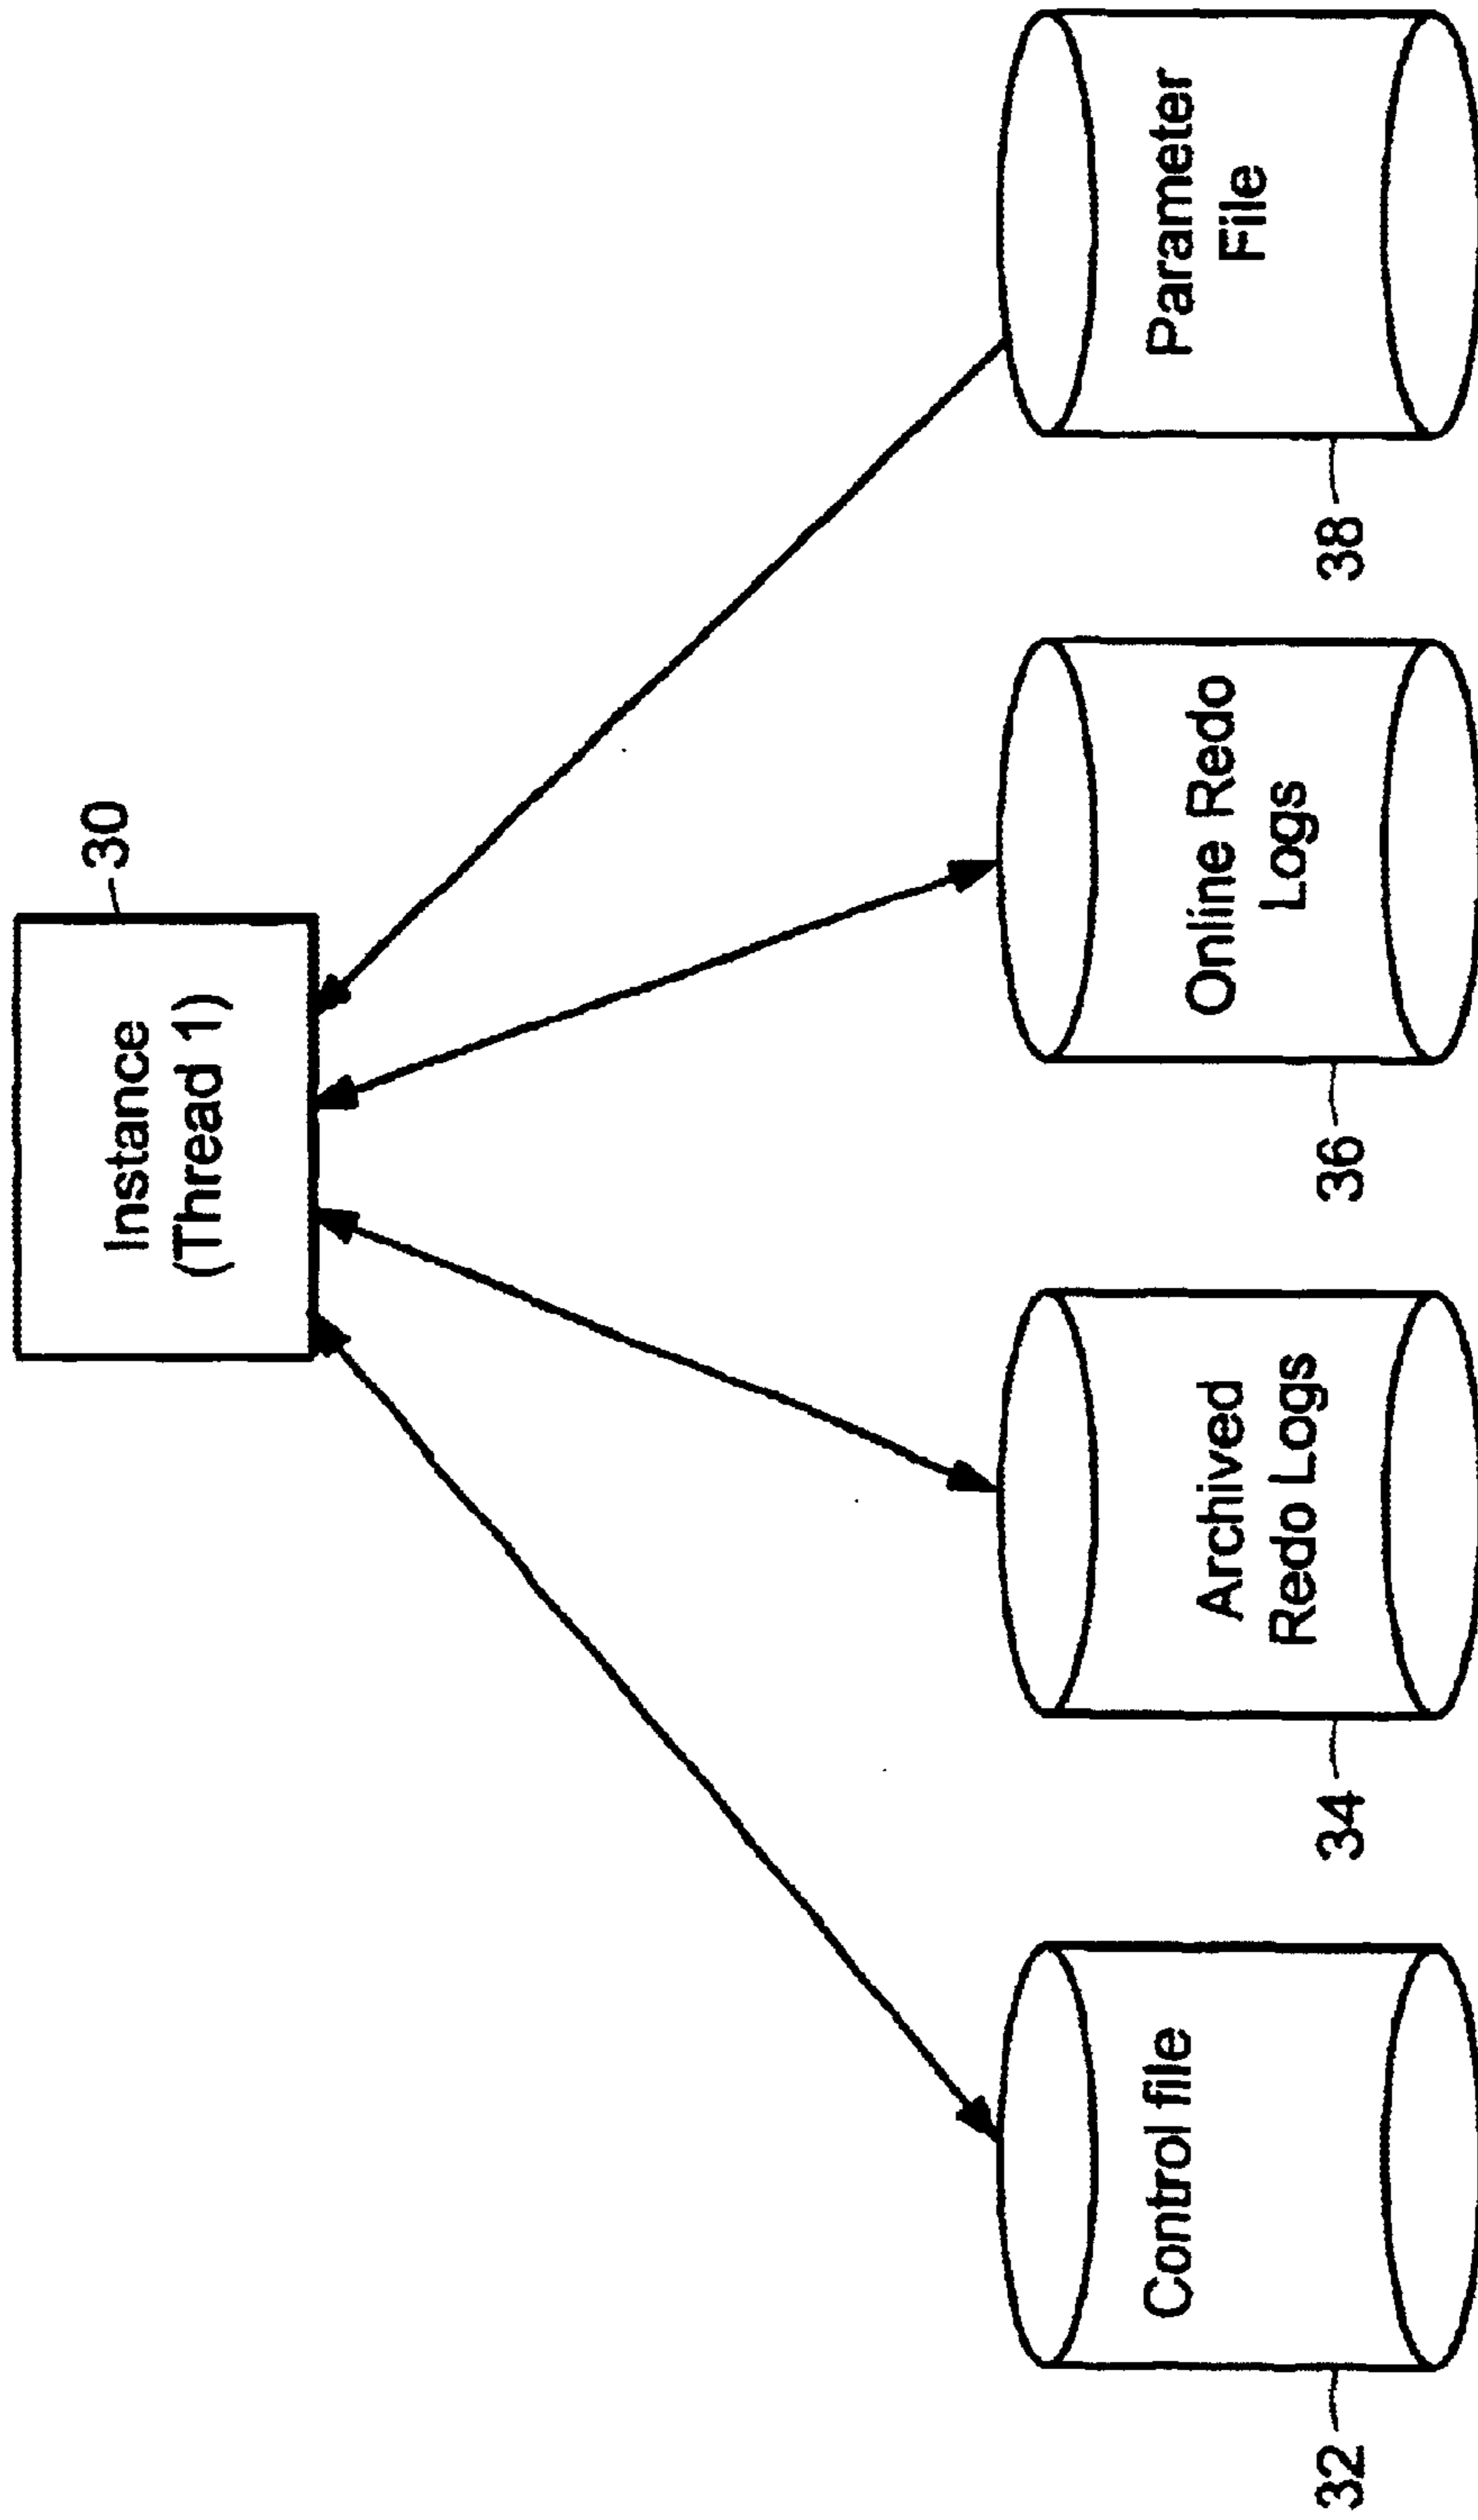 Instance
(Thread 1)
30
Control file
32
Archived
Redo Logs
34
Online Redo
Logs
36
Parameter
File
38